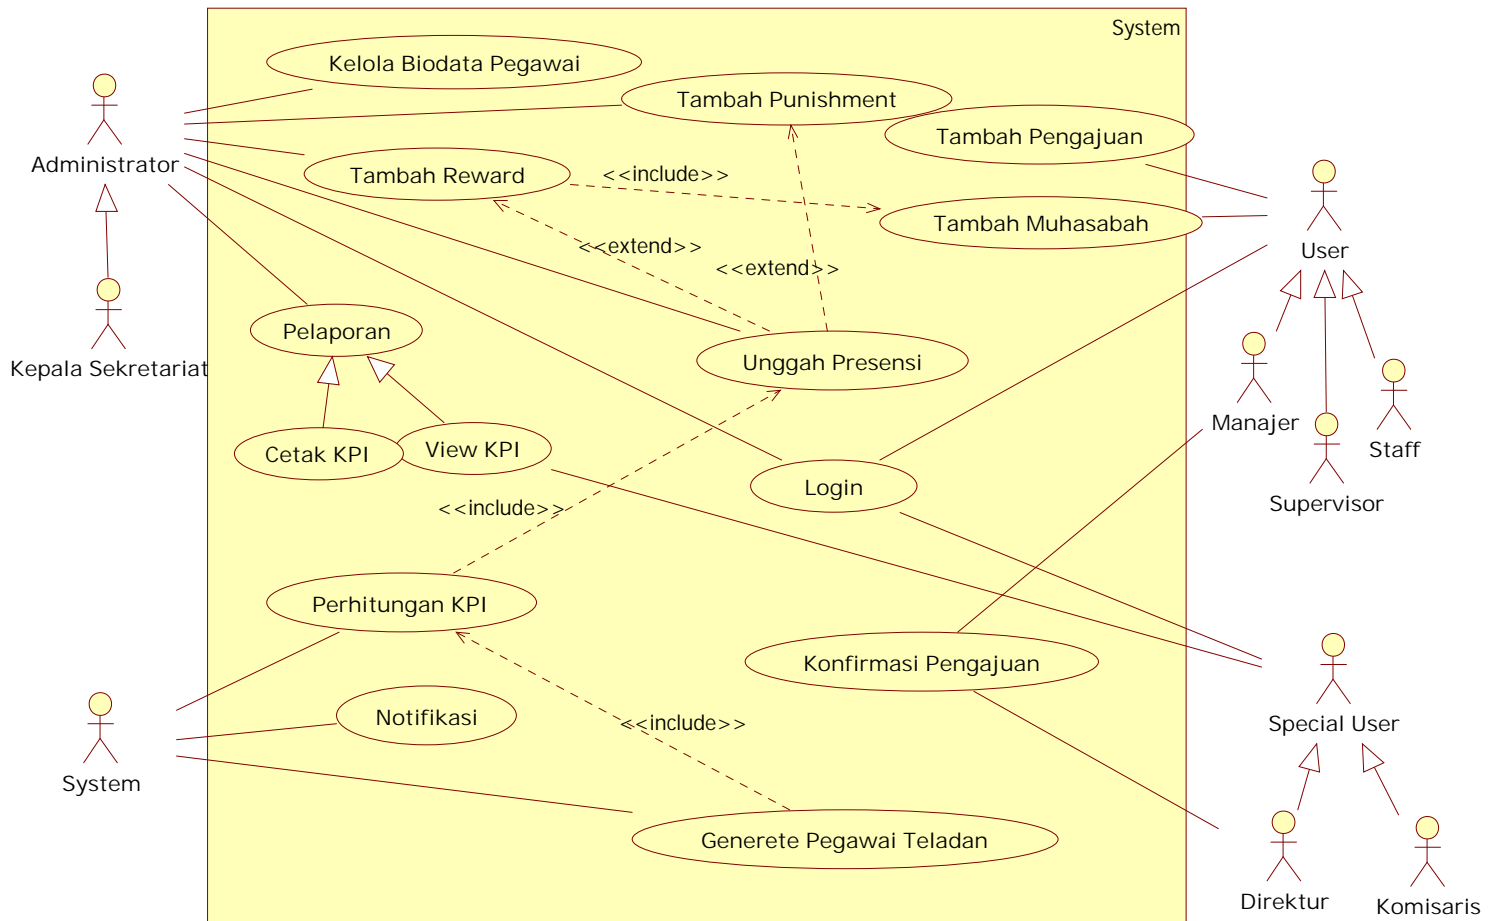 System
Kelola Biodata Pegawai
Tambah Punishment
Tambah Pengajuan
Administrator
Tambah Reward
<<include>>
Tambah Muhasabah
User
<<extend>>
<<extend>>
Pelaporan
Unggah Presensi
Kepala Sekretariat
Manajer
Staff
Cetak KPI
View KPI
Login
Supervisor
<<include>>
Perhitungan KPI
Konfirmasi Pengajuan
Notifikasi
<<include>>
Special User
System
Generete Pegawai Teladan
Direktur
Komisaris